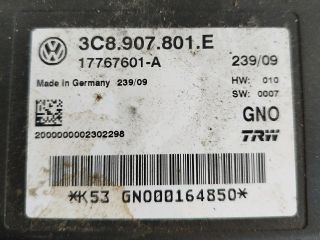 3C8.907.801.E
17767601-A 239/09
Made in Germany 239/09 HW: 010
SW: 0007
GNO
2000000002302298
TRW
*K53 GNO00164850*